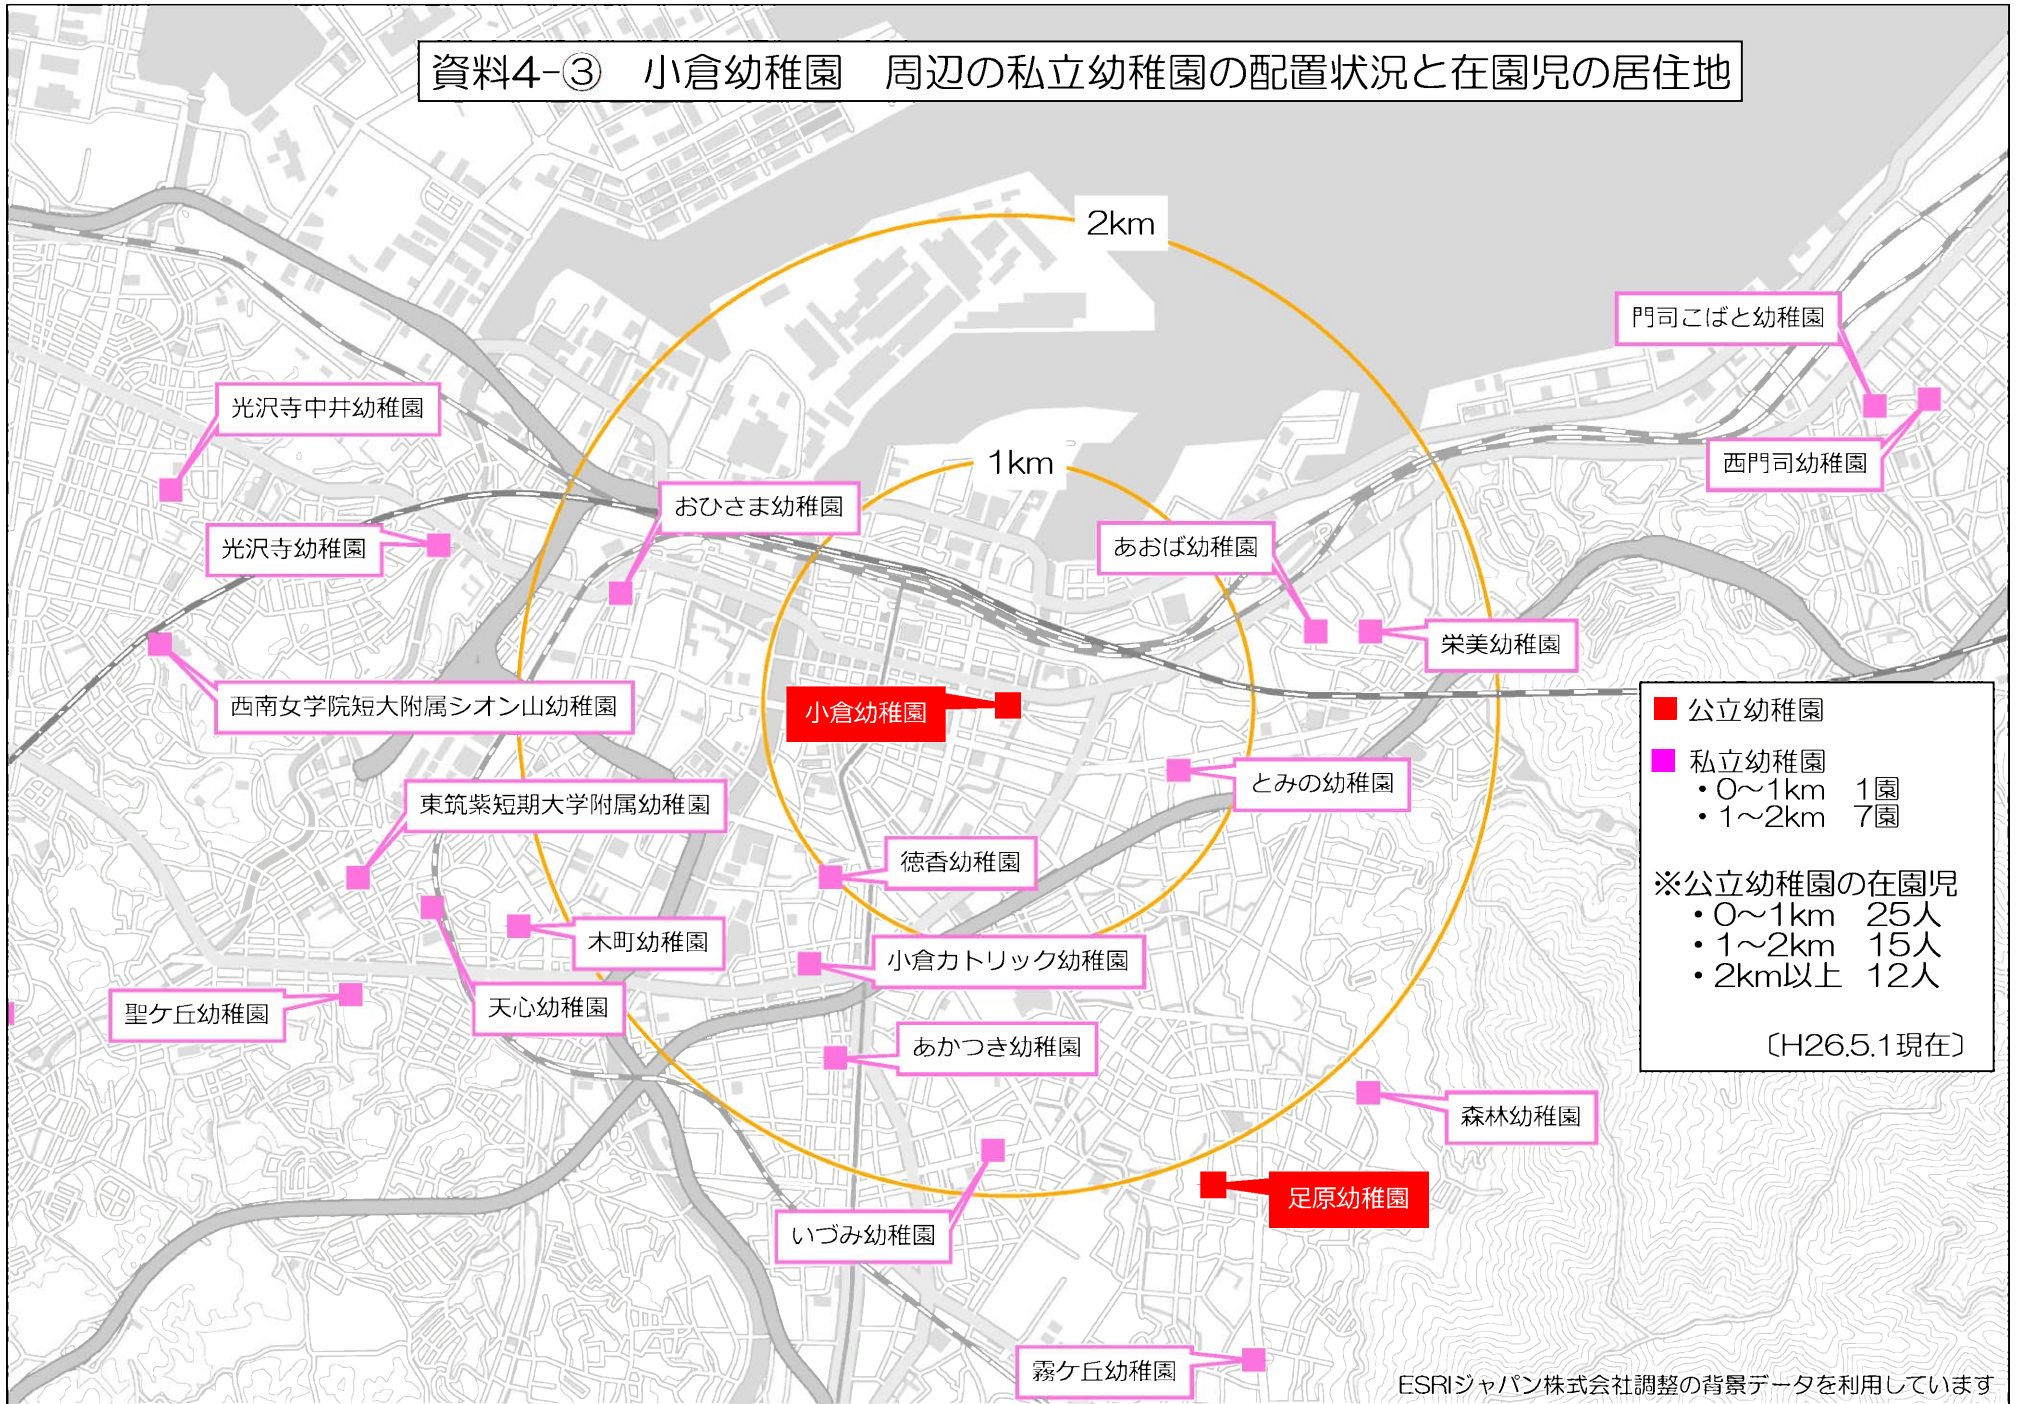 資料4-③　小倉幼稚園　周辺の私立幼稚園の配置状況と在園児の居住地
2km
門司こばと幼稚園
光沢寺中井幼稚園
1km
西門司幼稚園
おひさま幼稚園
光沢寺幼稚園
あおば幼稚園
栄美幼稚園
西南女学院短大附属シオン山幼稚園
小倉幼稚園
とみの幼稚園
東筑紫短期大学附属幼稚園
徳香幼稚園
木町幼稚園
小倉カトリック幼稚園
天心幼稚園
聖ケ丘幼稚園
あかつき幼稚園
森林幼稚園
足原幼稚園
いづみ幼稚園
霧ケ丘幼稚園
公立幼稚園
私立幼稚園
・0〜1km　1園
・1〜2km　7園
※公立幼稚園の在園児
・0〜1km　25人
・1〜2km　15人
・2km以上　12人
〔H26.5.1現在〕
ESRIジャパン株式会社調整の背景データを利用しています